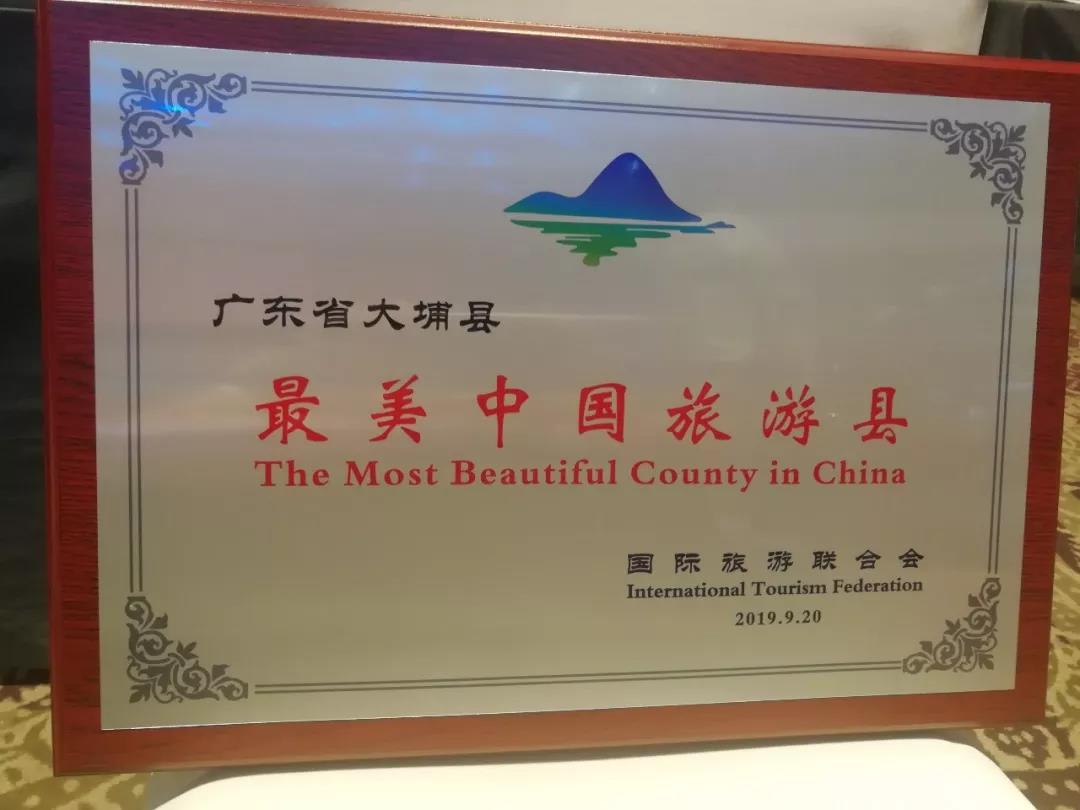 广东省大埔县
最美中国旅游县
The Most Beautiful County in China
国际旅游联合会
International Tourism Federation
2019.9.20